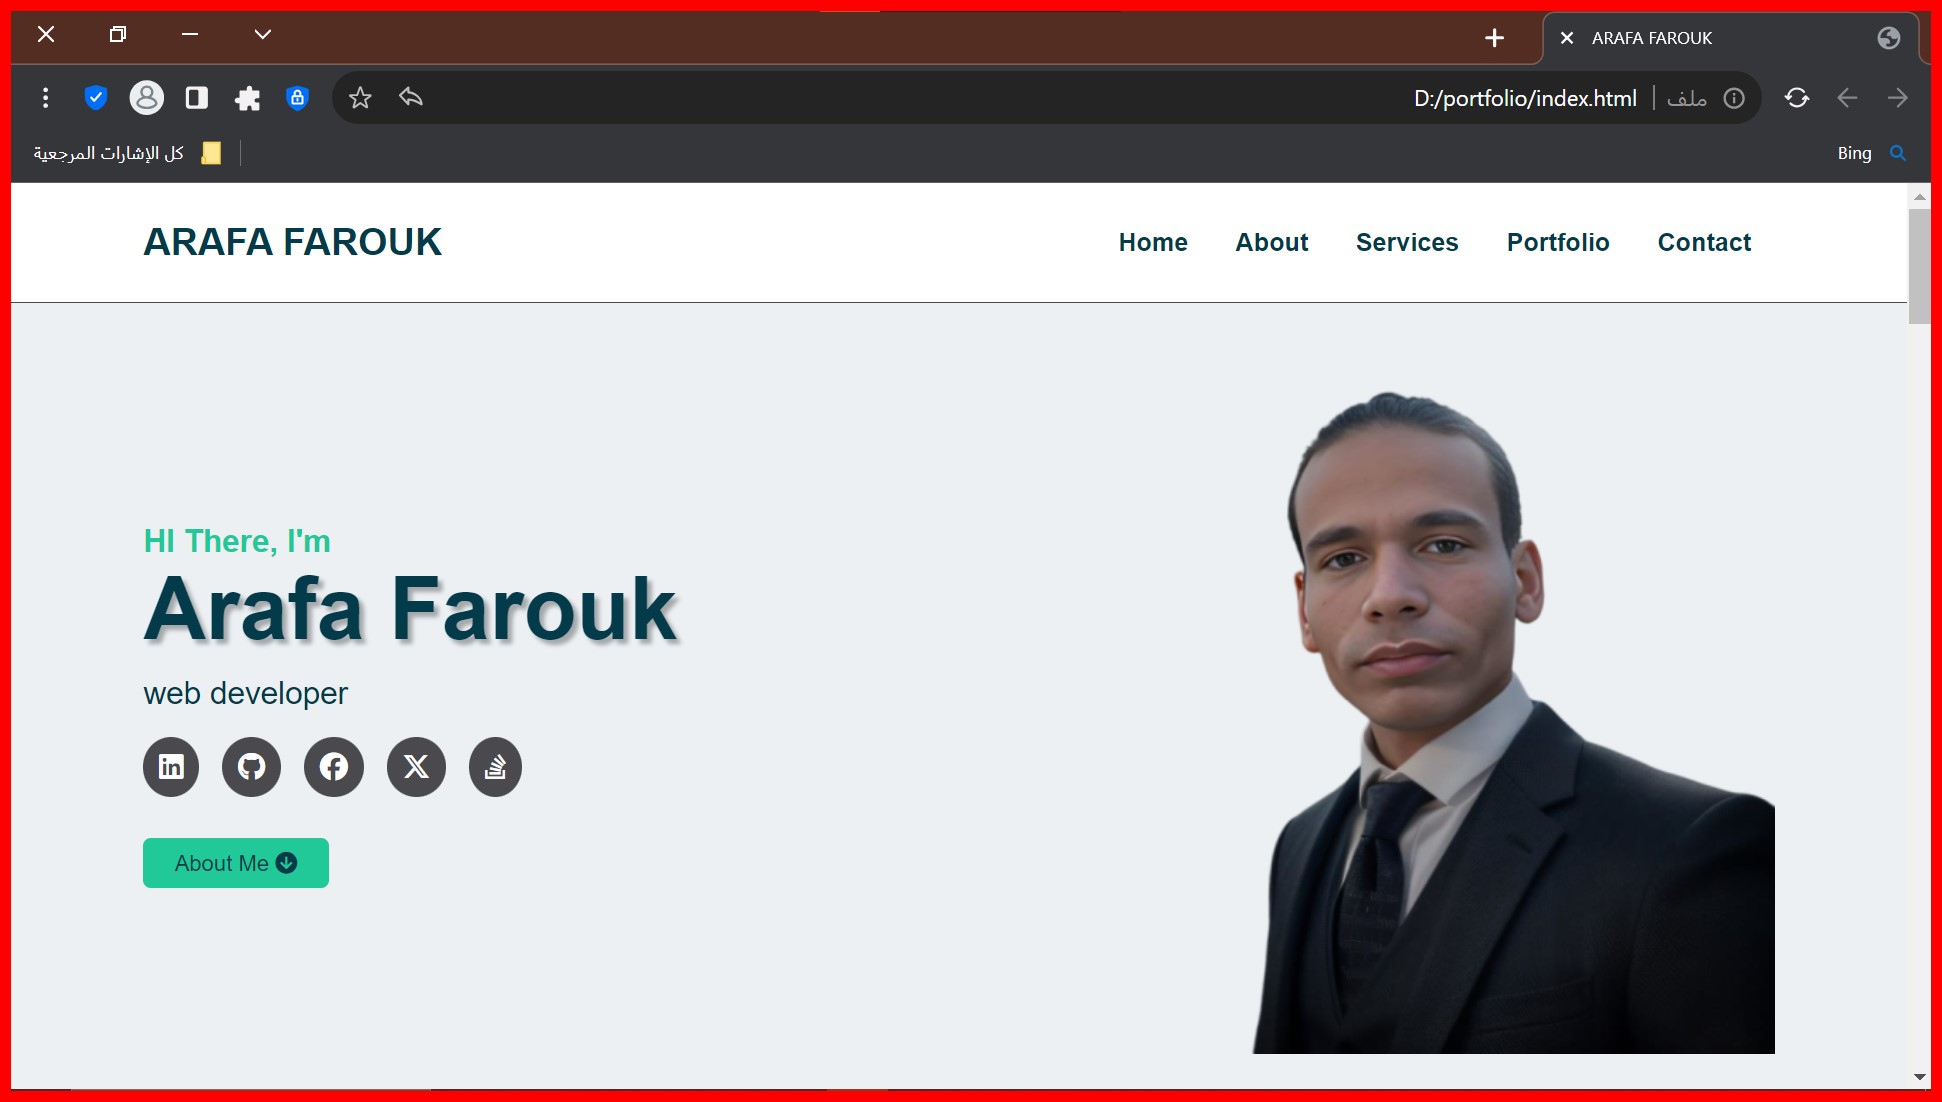 ARAFA FAROUK
D:/portfolio/index.html ملف
كل الإشارات المرجعية
Bing
ARAFA FAROUK
Home About Services Portfolio Contact
HI There, I'm
Arafa Farouk
web developer
About Me